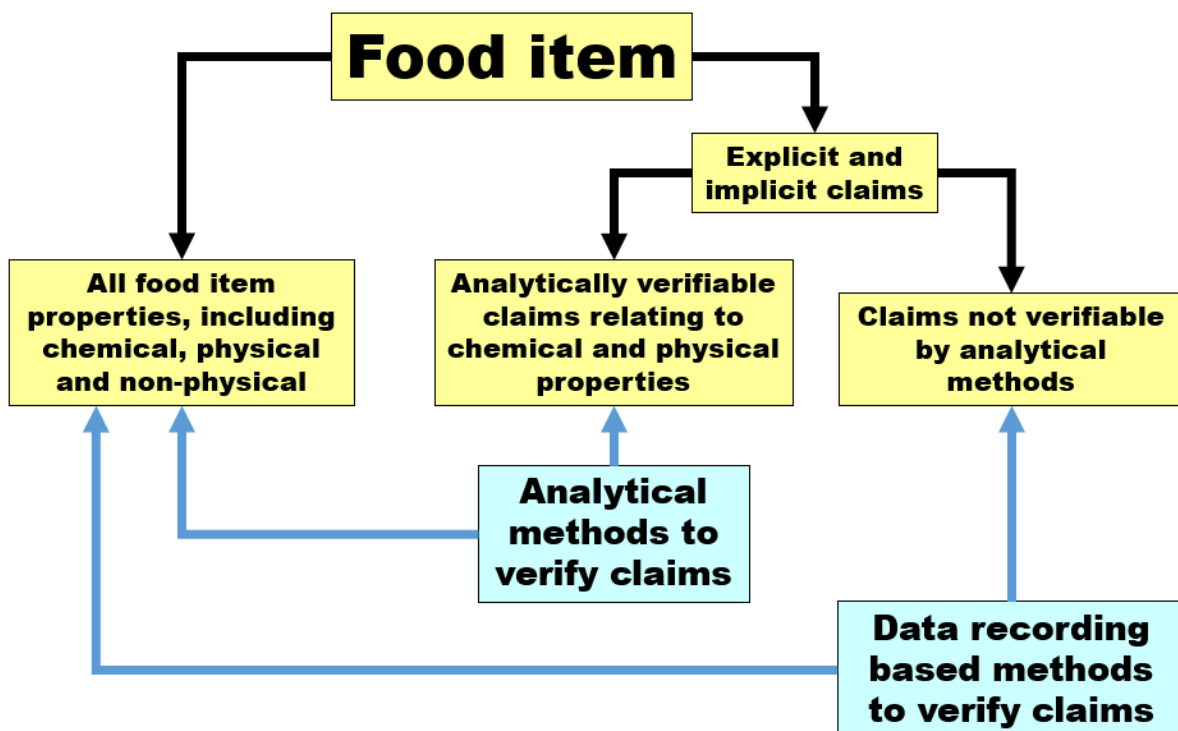 Food item
Explicit and
implicit claims
All food item
properties, including
chemical, physical
and non-physical
Analytically verifiable
claims relating to
chemical and physical
properties
Claims not verifiable
by analytical
methods
Analytical
methods to
verify claims
Data recording
based methods
to verify claims